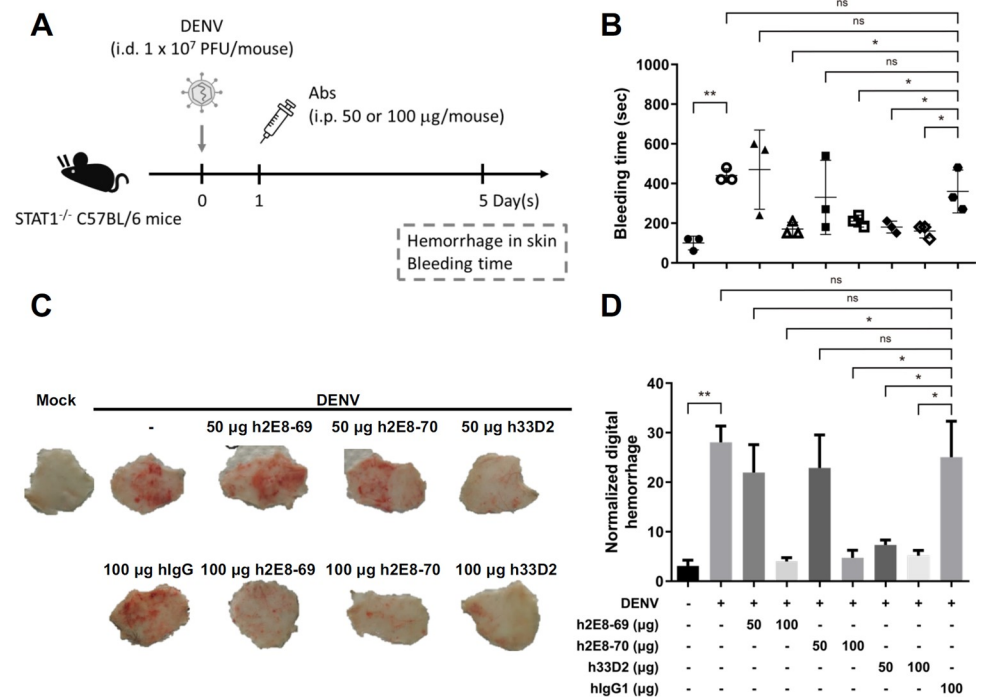 A
DENV
(i.d. 1 x 10⁷ PFU/mouse)
Abs
(i.p. 50 or 100 µg/mouse)
0
1
5 Day(s)
STAT1⁻/⁻ C57BL/6 mice
Hemorrhage in skin
Bleeding time
B
ns
ns
*
ns
*
*
*
**
Bleeding time (sec)
1000
800
600
400
200
0
C
Mock
DENV
-
50 µg h2E8-69
50 µg h2E8-70
50 µg h33D2
100 µg hIgG
100 µg h2E8-69
100 µg h2E8-70
100 µg h33D2
D
ns
ns
*
ns
*
*
*
**
Normalized digital
hemorrhage
40
30
20
10
0
DENV - + + + + + + + +
h2E8-69 (µg) - - 50 100 - - - - -
h2E8-70 (µg) - - - - 50 100 - - -
h33D2 (µg) - - - - - - 50 100 -
hIgG1 (µg) - - - - - - - - 100